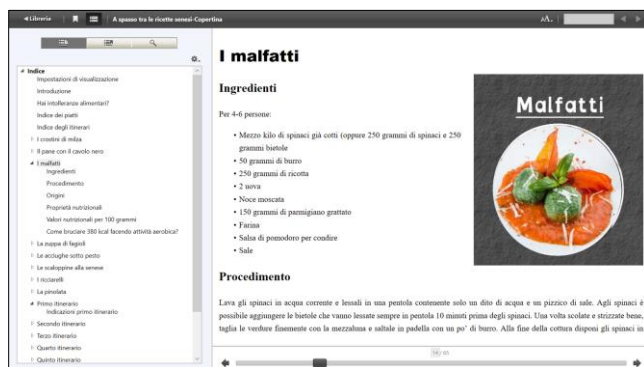 Libreria
A spasso tra le ricette senesi-Copertina
AA
Indice
Impostazioni di visualizzazione
Introduzione
Hai intolleranze alimentari?
Indice dei piatti
Indice degli itinerari
I crostini di milza
Il pane con il cavolo nero
I malfatti
Ingredienti
Procedimento
Origini
Proprietà nutrizionali
Valori nutrizionali per 100 grammi
Come bruciare 380 kcal facendo attività aerobica?
La zuppa di fagioli
Le acciughe sotto pesto
Le scaloppine alla senese
I ricciarelli
La pinolata
Primo itinerario
Indicazioni primo itinerario
Secondo itinerario
Terzo itinerario
Quarto itinerario
Quinto itinerario
I malfatti
Ingredienti
Per 4-6 persone:
• Mezzo kilo di spinaci già cotti (oppure 250 grammi di spinaci e 250
grammi bietole
• 50 grammi di burro
• 250 grammi di ricotta
• 2 uova
• Noce moscata
• 150 grammi di parmigiano grattato
• Farina
• Salsa di pomodoro per condire
• Sale
Malfatti
Procedimento
Lava gli spinaci in acqua corrente e lessali in una pentola contenente solo un dito di acqua e un pizzico di sale. Agli spinaci è
possibile aggiungere le bietole che vanno lessate sempre in pentola 10 minuti prima degli spinaci. Una volta scolate e strizzate bene,
taglia le verdure finemente con la mezzaluna e saltale in padella con un po' di burro. Alla fine della cottura disponi gli spinaci in